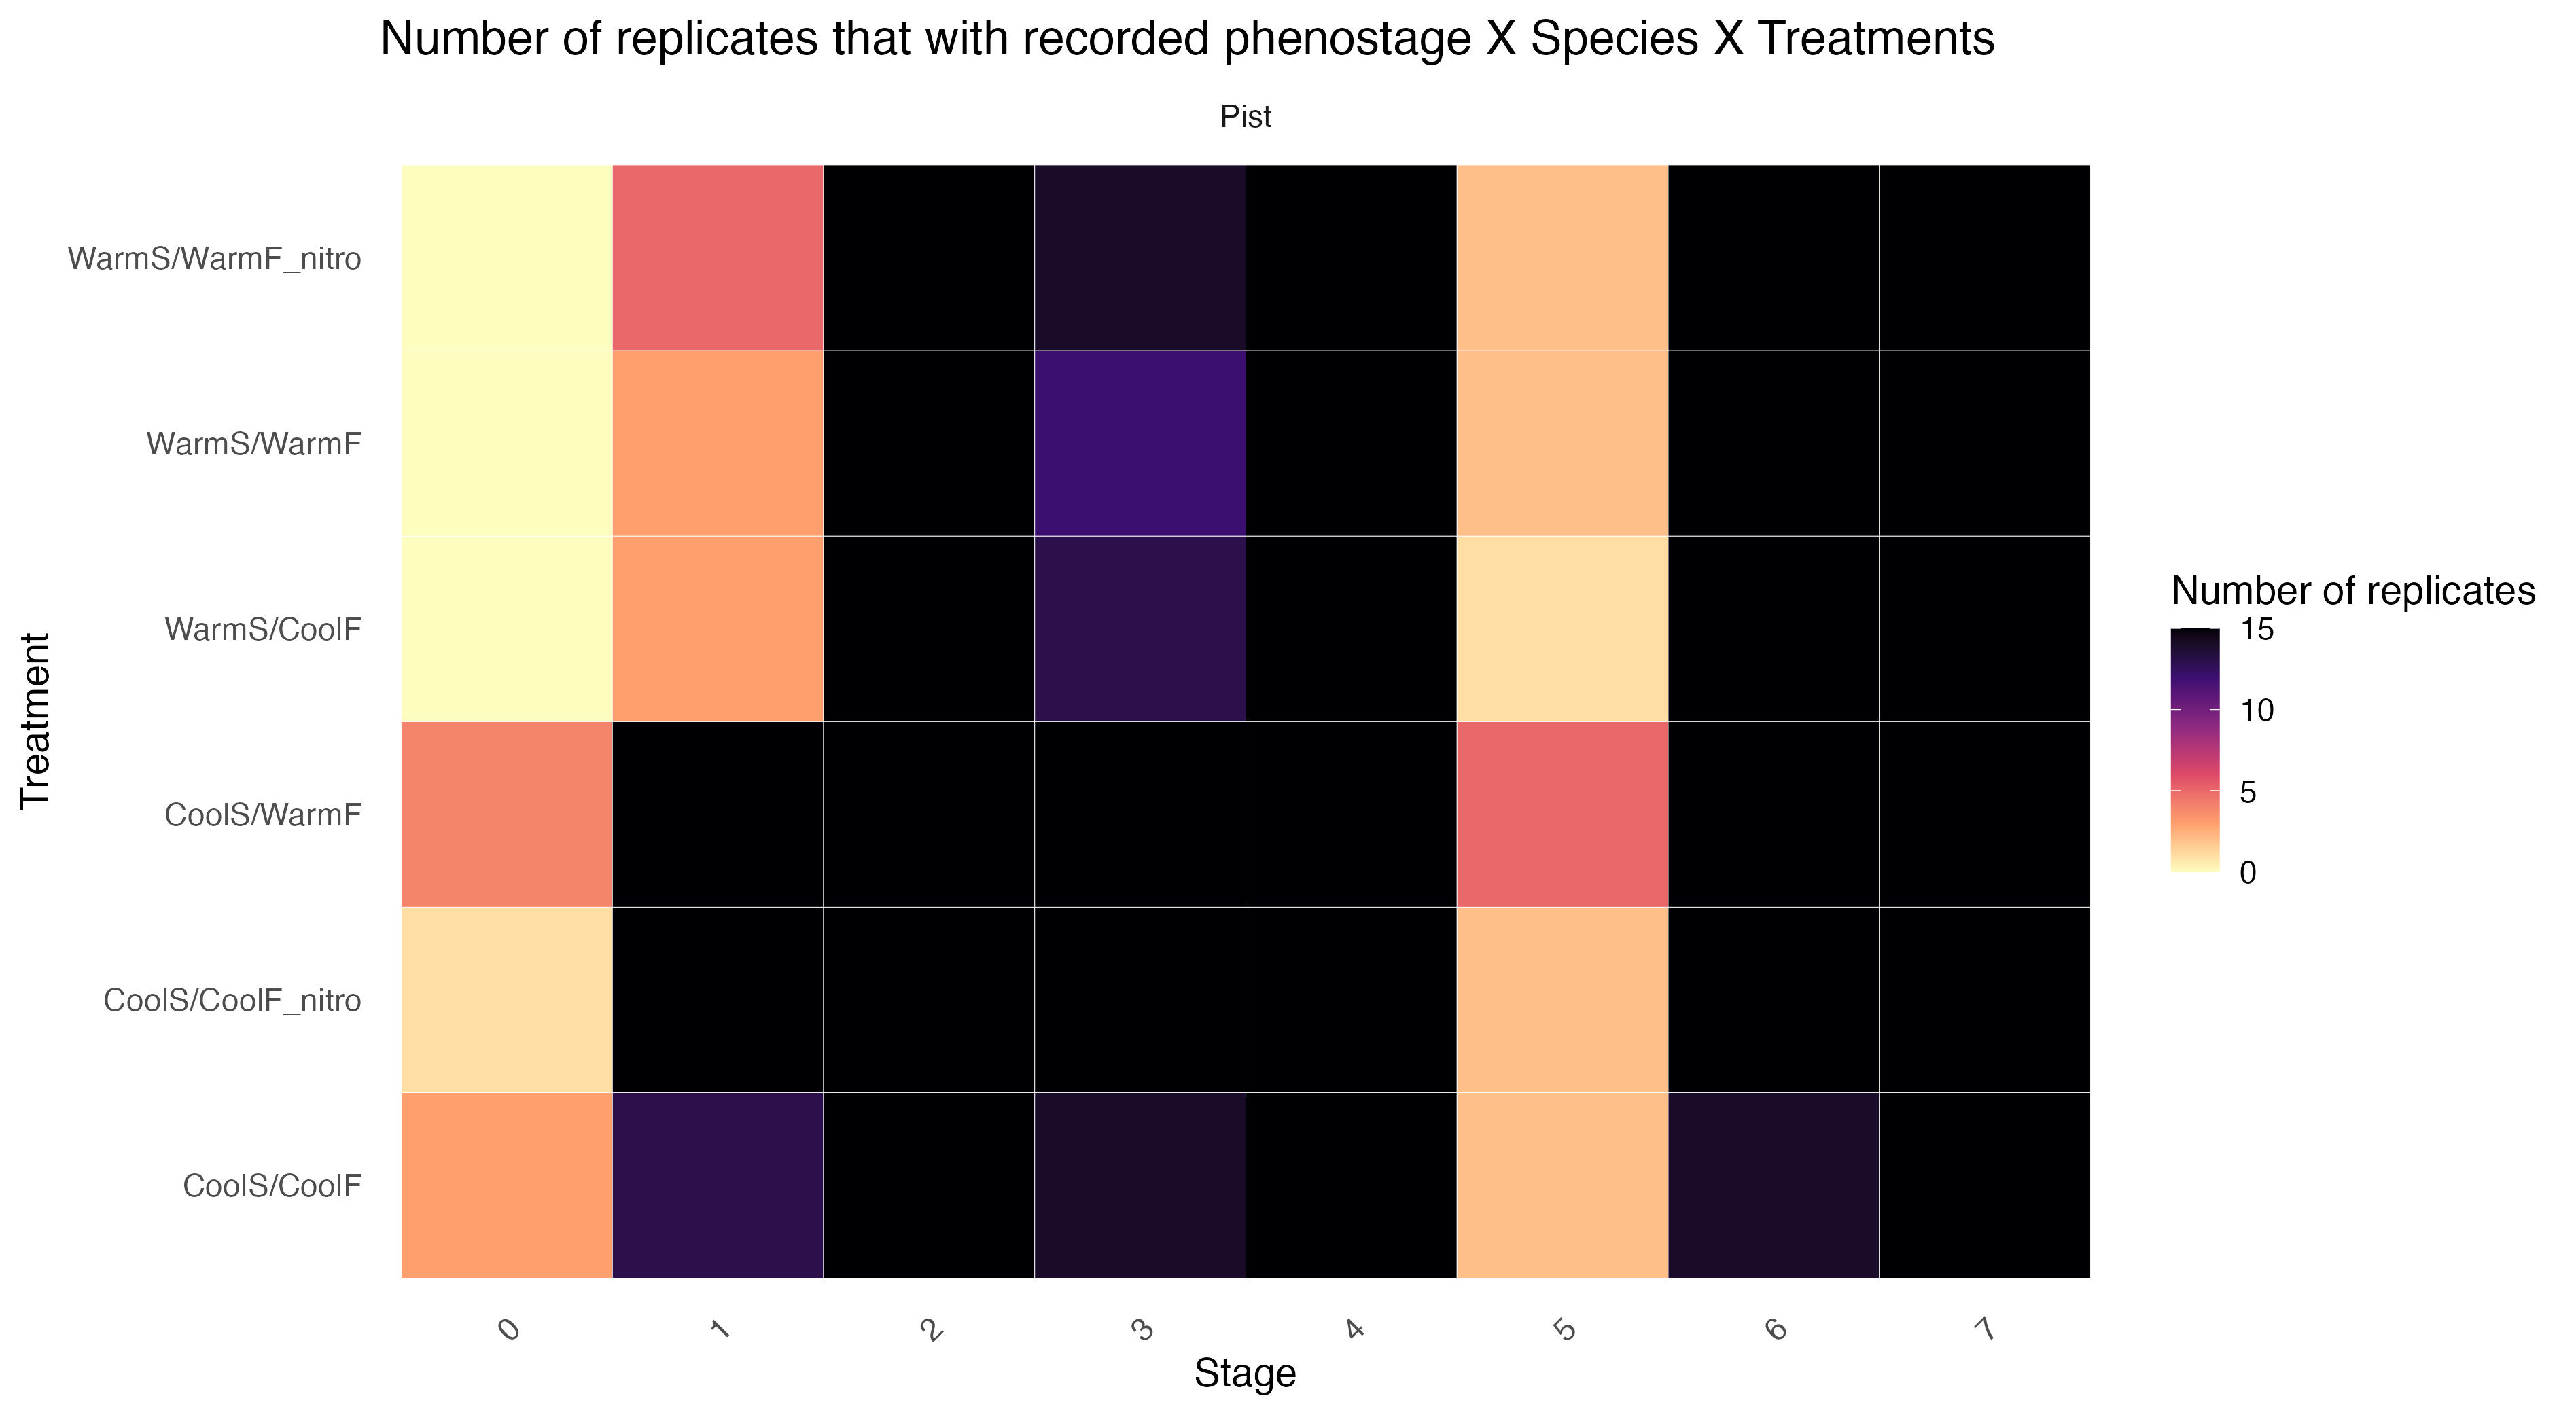 Number of replicates that with recorded phenostage X Species X Treatments
Pist
WarmS/WarmF_nitro
WarmS/WarmF
WarmS/CoolF
CoolS/WarmF
CoolS/CoolF_nitro
CoolS/CoolF
Treatment
0 1 2 3 4 5 6 7
Stage
Number of replicates
15
10
5
0